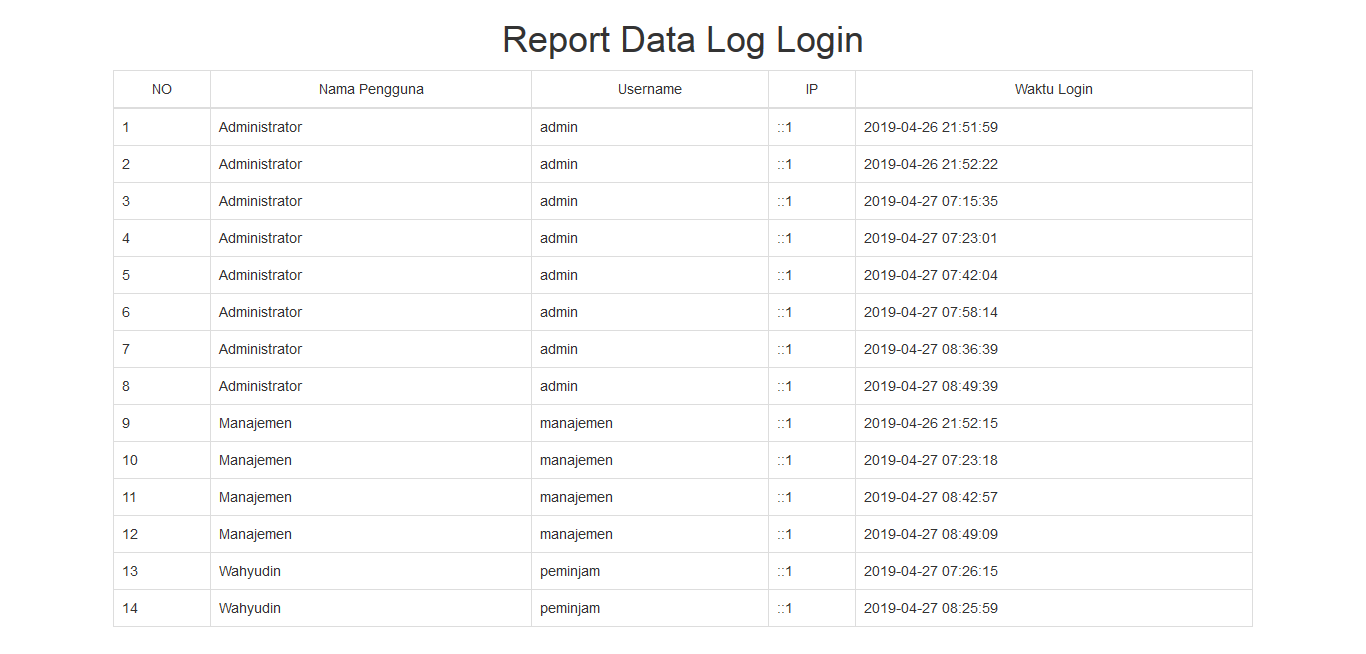 Report Data Log Login
NO Nama Pengguna Username IP Waktu Login
1 Administrator admin ::1 2019-04-26 21:51:59
2 Administrator admin ::1 2019-04-26 21:52:22
3 Administrator admin ::1 2019-04-27 07:15:35
4 Administrator admin ::1 2019-04-27 07:23:01
5 Administrator admin ::1 2019-04-27 07:42:04
6 Administrator admin ::1 2019-04-27 07:58:14
7 Administrator admin ::1 2019-04-27 08:36:39
8 Administrator admin ::1 2019-04-27 08:49:39
9 Manajemen manajemen ::1 2019-04-26 21:52:15
10 Manajemen manajemen ::1 2019-04-27 07:23:18
11 Manajemen manajemen ::1 2019-04-27 08:42:57
12 Manajemen manajemen ::1 2019-04-27 08:49:09
13 Wahyudin peminjam ::1 2019-04-27 07:26:15
14 Wahyudin peminjam ::1 2019-04-27 08:25:59